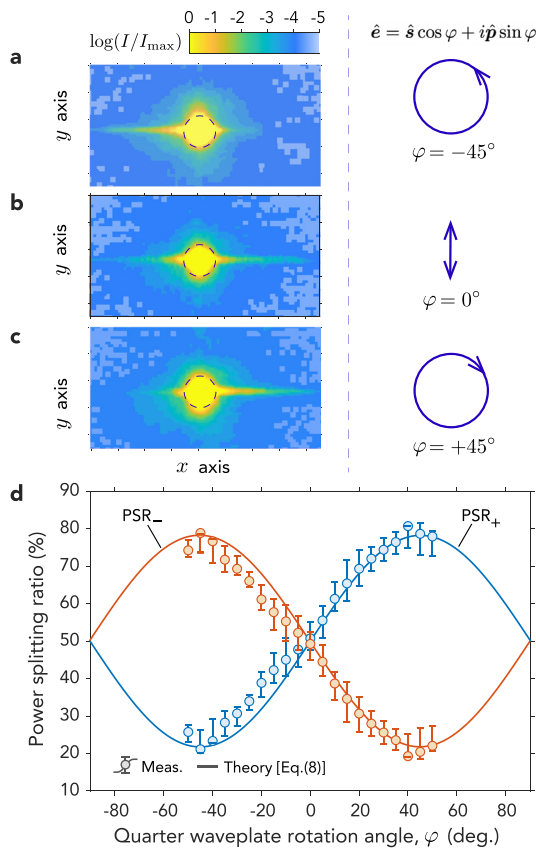 log(I/Imax)
0 -1 -2 -3 -4 -5
ê = ŝ cos φ + ip̂ sin φ
a
y axis
φ = −45°
b
y axis
φ = 0°
c
y axis
φ = +45°
x axis
d
Power splitting ratio (%)
90
80
70
60
50
40
30
20
10
PSR−
PSR+
Meas.
Theory [Eq.(8)]
-80 -60 -40 -20 0 20 40 60 80
Quarter waveplate rotation angle, φ (deg.)